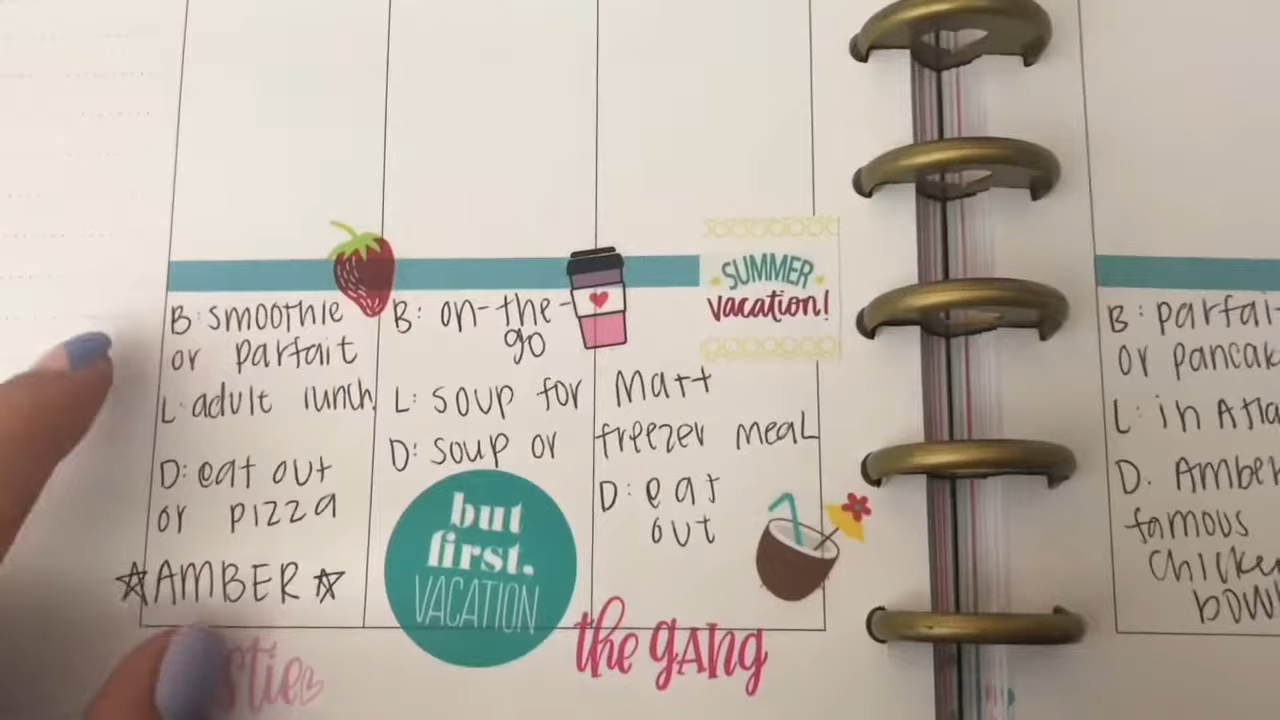 B: smoothie
or parfait
L: adult lunch
D: eat out
or pizza
☆AMBER☆
B: on-the-
go
L: soup for Matt
D: soup or freezer meal
but
first.
VACATION
SUMMER
vacation!
D: eat
out
the gang
B: parfai
or pancak
L: in Atla
D. Amber
famous
chicke
bowl